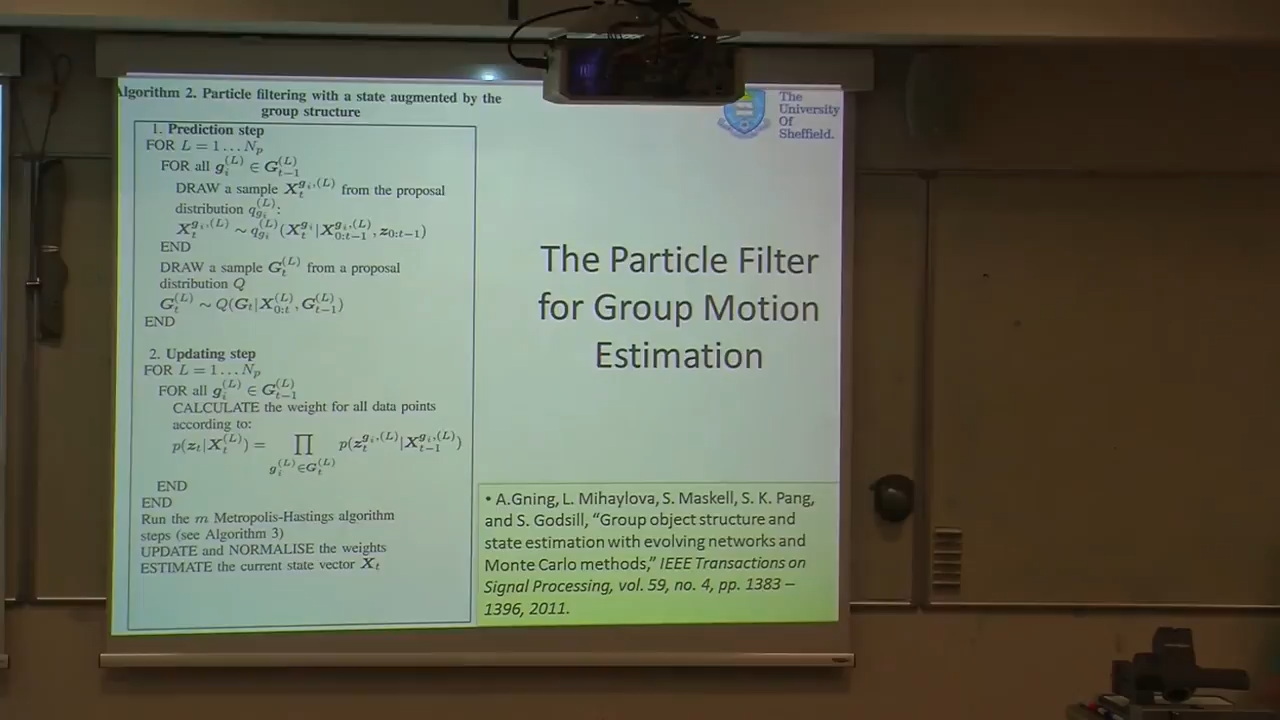 Algorithm 2. Particle filtering with a state augmented by the
group structure
1. Prediction step
FOR L = 1 … N_p
FOR all g_i^{(L)} ∈ G_{t−1}^{(L)}
DRAW a sample X_t^{g_i,(L)} from the proposal
distribution q_{g_i}^{(L)}:
X_t^{g_i,(L)} ∼ q_{g_i}^{(L)}(X_t^{g_i}|X_{0:t−1}^{g_i,(L)}, z_{0:t−1})
END
DRAW a sample G_t^{(L)} from a proposal
distribution Q
G_t^{(L)} ∼ Q(G_t|X_{0:t}^{(L)}, G_{t−1}^{(L)})
END
2. Updating step
FOR L = 1 … N_p
FOR all g_i^{(L)} ∈ G_{t−1}^{(L)}
CALCULATE the weight for all data points
according to:
p(z_t|X_t^{(L)}) = ∏_{g_i^{(L)}∈G_t^{(L)}} p(z_t^{g_i,(L)}|X_{t−1}^{g_i,(L)})
END
END
Run the m Metropolis-Hastings algorithm
steps (see Algorithm 3)
UPDATE and NORMALISE the weights
ESTIMATE the current state vector X_t
The
University
Of
Sheffield.
The Particle Filter
for Group Motion
Estimation
• A.Gning, L. Mihaylova, S. Maskell, S. K. Pang,
and S. Godsill, “Group object structure and
state estimation with evolving networks and
Monte Carlo methods,” IEEE Transactions on
Signal Processing, vol. 59, no. 4, pp. 1383 –
1396, 2011.